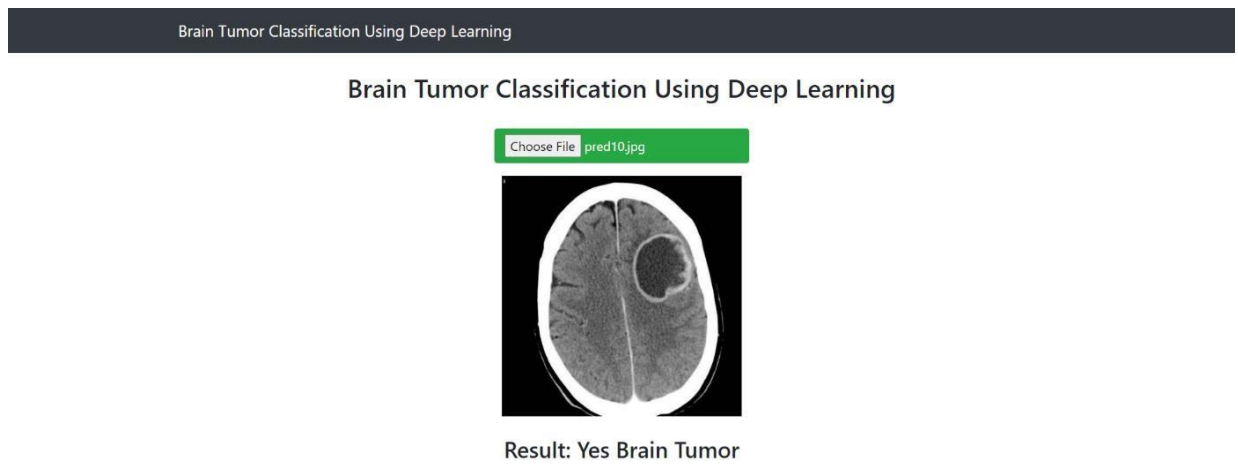 Brain Tumor Classification Using Deep Learning
Brain Tumor Classification Using Deep Learning
Choose File pred10.jpg
Result: Yes Brain Tumor